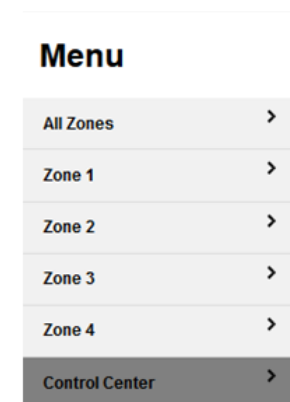 Menu
All Zones
Zone 1
Zone 2
Zone 3
Zone 4
Control Center